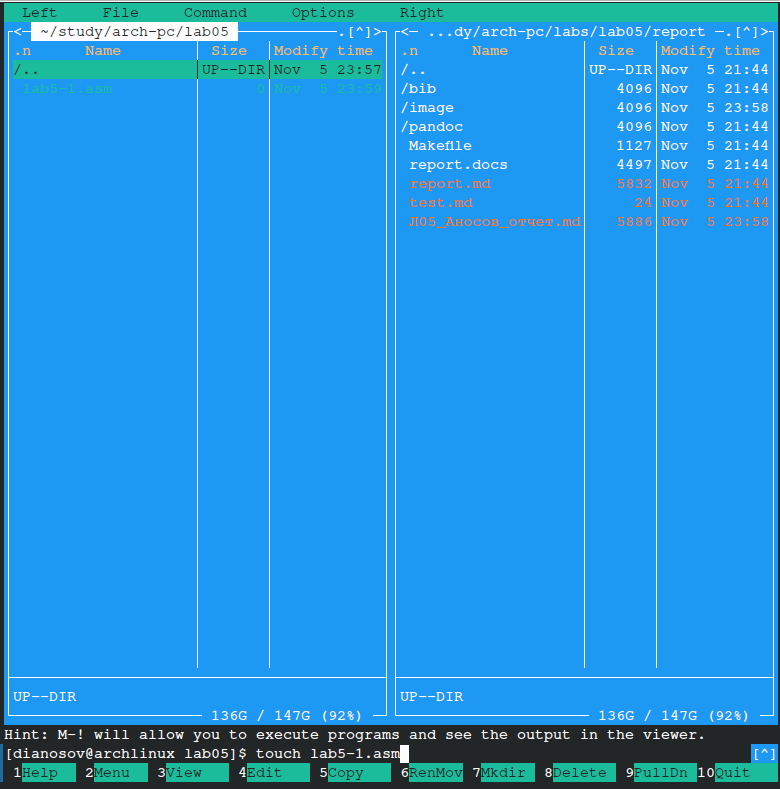 Left File Command Options Right
<─ ~/study/arch-pc/lab05 ─.[^]>
.n Name Size Modify time
/.. UP--DIR Nov 5 23:57
lab5-1.asm 0 Nov 5 23:59
136G / 147G (92%)
UP--DIR
<─ ...dy/arch-pc/labs/lab05/report ─.[^]>
.n Name Size Modify time
/.. UP--DIR Nov 5 21:44
/bib 4096 Nov 5 21:44
/image 4096 Nov 5 23:58
/pandoc 4096 Nov 5 21:44
Makefile 1127 Nov 5 21:44
report.docs 4497 Nov 5 21:44
report.md 5832 Nov 5 21:44
test.md 24 Nov 5 21:44
Л05_Аносов_отчет.md 5886 Nov 5 23:58
UP--DIR
136G / 147G (92%)
Hint: M-! will allow you to execute programs and see the output in the viewer.
[dianosov@archlinux lab05]$ touch lab5-1.asm [^]
1Help 2Menu 3View 4Edit 5Copy 6RenMov 7Mkdir 8Delete 9PullDn 10Quit